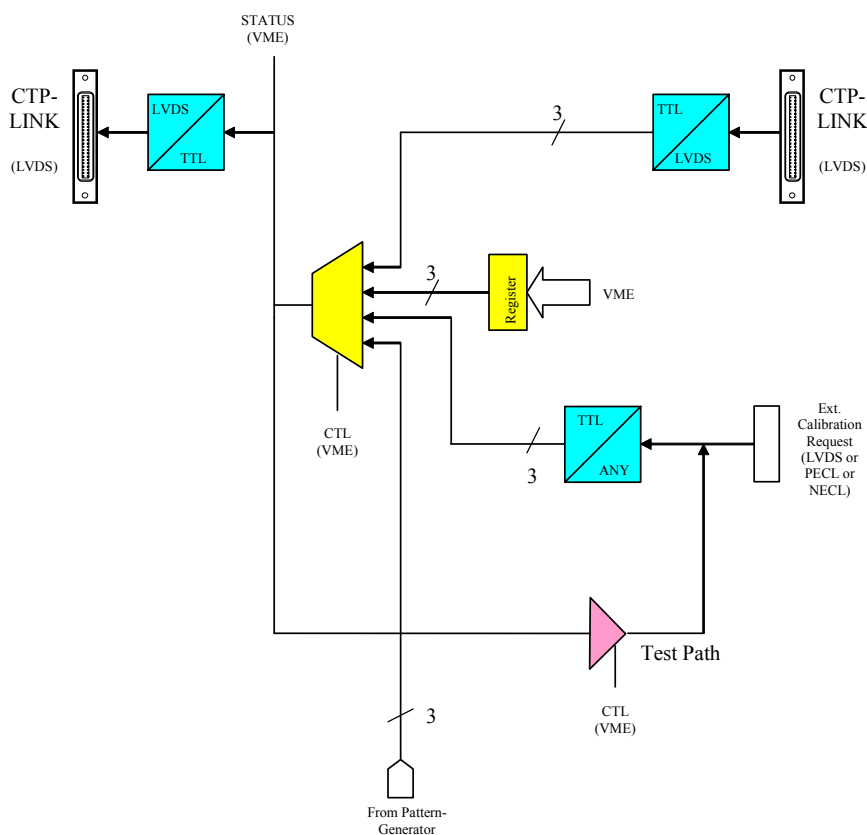 STATUS
(VME)
CTP-
LINK
(LVDS)
LVDS
TTL
3
TTL
LVDS
CTP-
LINK
(LVDS)
3
Register
VME
CTL
(VME)
3
TTL
ANY
Ext.
Calibration
Request
(LVDS or
PECL or
NECL)
Test Path
CTL
(VME)
3
From Pattern-
Generator